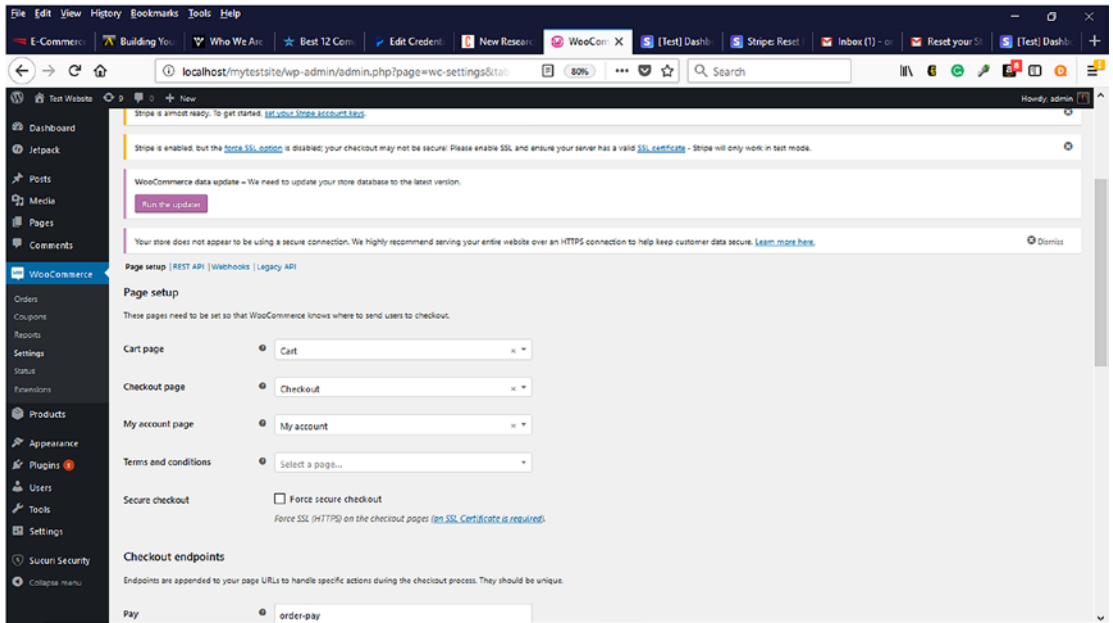 File Edit View History Bookmarks Tools Help
E-Commerc Building You Who We Are Best 12 Com Edit Credenti New Researc WooCom X [Test] Dashb Stripe: Reset Inbox (1) - or Reset your St [Test] Dashb
localhost/mytestsite/wp-admin/admin.php?page=wc-settings&tab 80% Search
Test Website 9 0 + New Howdy, admin
Dashboard
Jetpack
Posts
Media
Pages
Comments
WooCommerce
Orders
Coupons
Reports
Settings
Status
Extensions
Products
Appearance
Plugins
Users
Tools
Settings
Sucuri Security
Collapse menu
Stripe is almost ready. To get started, set your Stripe account keys.
Stripe is enabled, but the force SSL option is disabled; your checkout may not be secure! Please enable SSL and ensure your server has a valid SSL certificate - Stripe will only work in test mode.
WooCommerce data update – We need to update your store database to the latest version.
Run the updater
Your store does not appear to be using a secure connection. We highly recommend serving your entire website over an HTTPS connection to help keep customer data secure. Learn more here. Dismiss
Page setup | REST API | Webhooks | Legacy API
Page setup
These pages need to be set so that WooCommerce knows where to send users to checkout.
Cart page Cart
Checkout page Checkout
My account page My account
Terms and conditions Select a page...
Secure checkout Force secure checkout
Force SSL (HTTPS) on the checkout pages (an SSL Certificate is required).
Checkout endpoints
Endpoints are appended to your page URLs to handle specific actions during the checkout process. They should be unique.
Pay order-pay